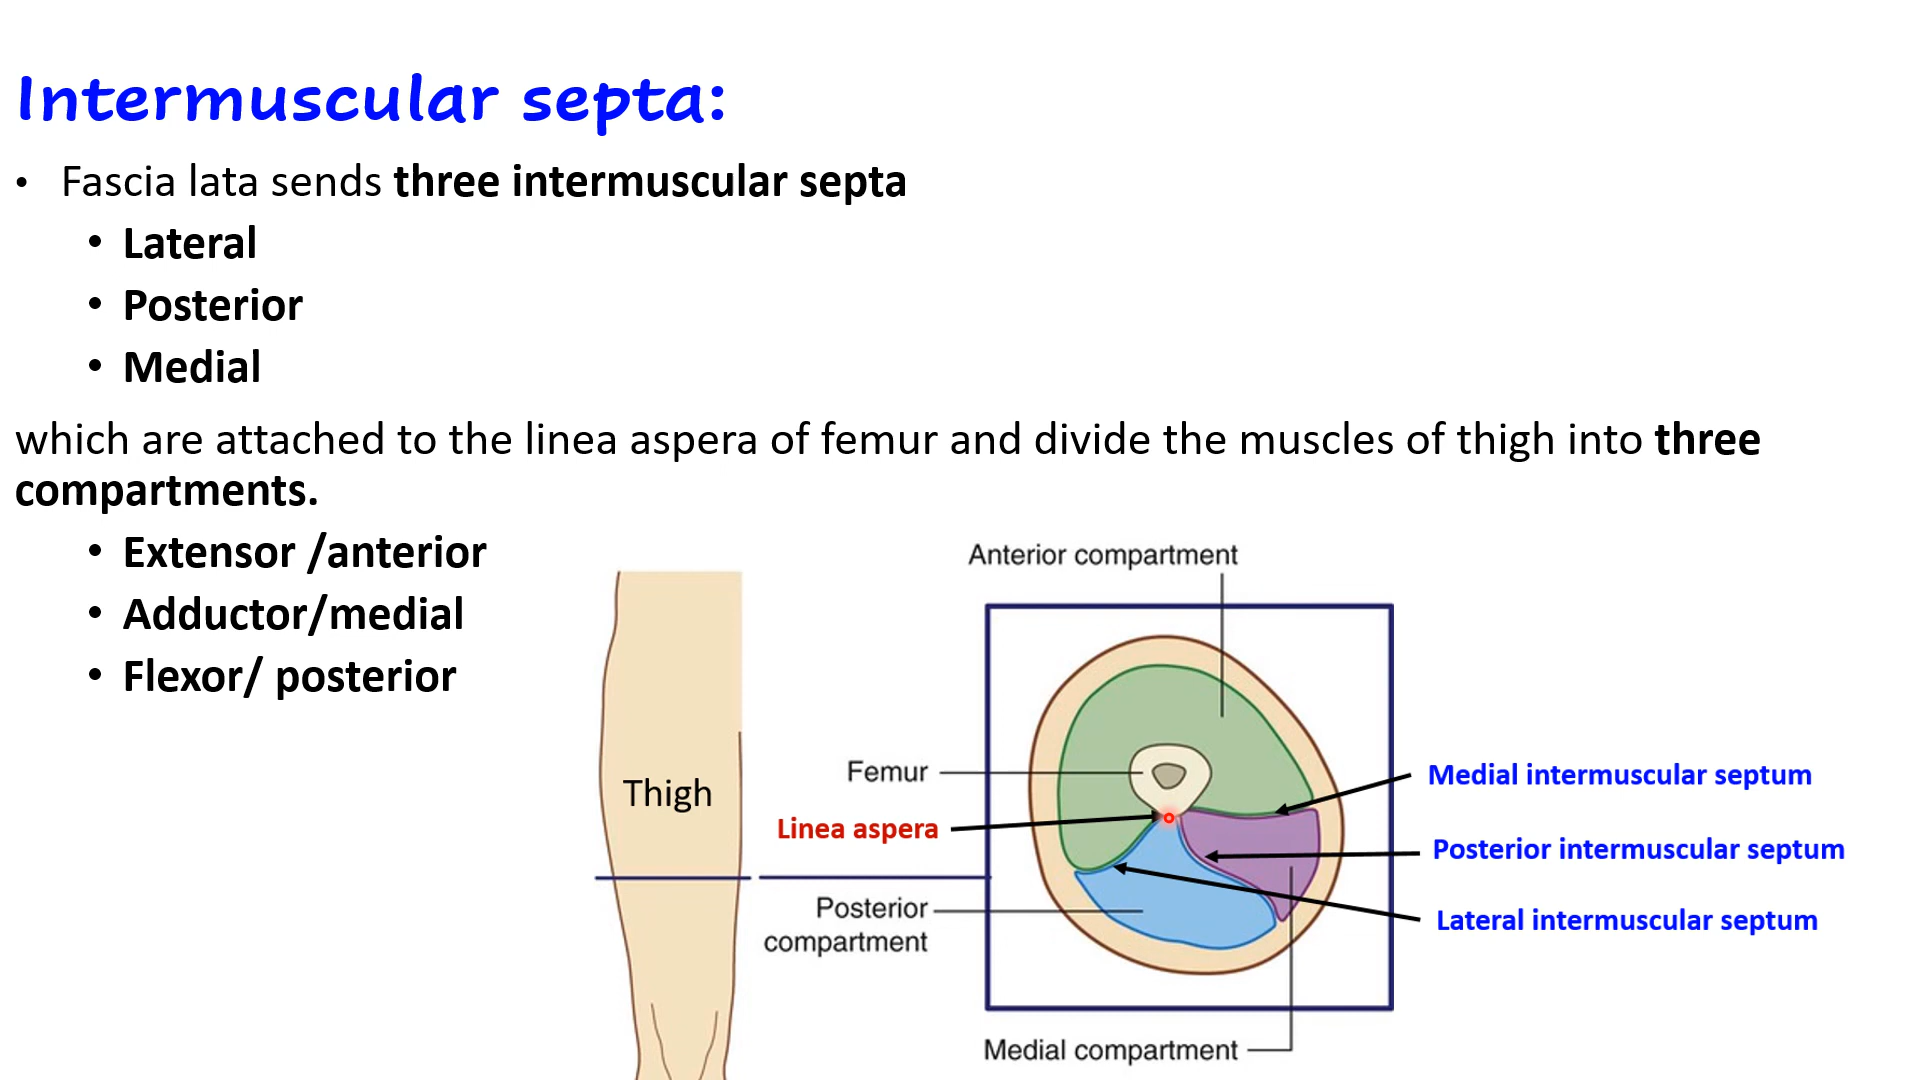 Intermuscular septa:
• Fascia lata sends three intermuscular septa
• Lateral
• Posterior
• Medial
which are attached to the linea aspera of femur and divide the muscles of thigh into three
compartments.
• Extensor /anterior
• Adductor/medial
• Flexor/ posterior
Anterior compartment
Femur
Thigh
Linea aspera
Posterior
compartment
Medial intermuscular septum
Posterior intermuscular septum
Lateral intermuscular septum
Medial compartment